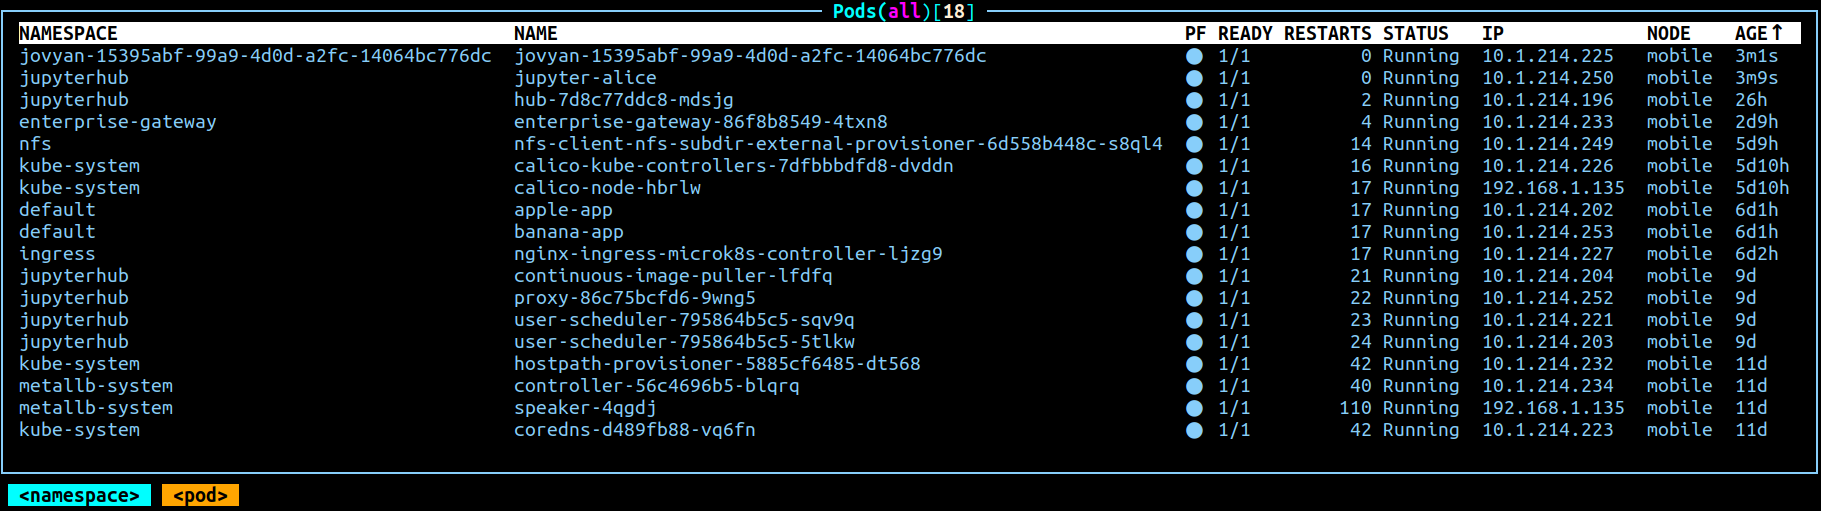 Pods(all)[18]
NAMESPACE NAME PF READY RESTARTS STATUS IP NODE AGE↑
jovyan-15395abf-99a9-4d0d-a2fc-14064bc776dc jovyan-15395abf-99a9-4d0d-a2fc-14064bc776dc ● 1/1 0 Running 10.1.214.225 mobile 3m1s
jupyterhub jupyter-alice ● 1/1 0 Running 10.1.214.250 mobile 3m9s
jupyterhub hub-7d8c77ddc8-mdsjg ● 1/1 2 Running 10.1.214.196 mobile 26h
enterprise-gateway enterprise-gateway-86f8b8549-4txn8 ● 1/1 4 Running 10.1.214.233 mobile 2d9h
nfs nfs-client-nfs-subdir-external-provisioner-6d558b448c-s8ql4 ● 1/1 14 Running 10.1.214.249 mobile 5d9h
kube-system calico-kube-controllers-7dfbbbdfd8-dvddn ● 1/1 16 Running 10.1.214.226 mobile 5d10h
kube-system calico-node-hbrlw ● 1/1 17 Running 192.168.1.135 mobile 5d10h
default apple-app ● 1/1 17 Running 10.1.214.202 mobile 6d1h
default banana-app ● 1/1 17 Running 10.1.214.253 mobile 6d1h
ingress nginx-ingress-microk8s-controller-ljzg9 ● 1/1 17 Running 10.1.214.227 mobile 6d2h
jupyterhub continuous-image-puller-lfdfq ● 1/1 21 Running 10.1.214.204 mobile 9d
jupyterhub proxy-86c75bcfd6-9wng5 ● 1/1 22 Running 10.1.214.252 mobile 9d
jupyterhub user-scheduler-795864b5c5-sqv9q ● 1/1 23 Running 10.1.214.221 mobile 9d
jupyterhub user-scheduler-795864b5c5-5tlkw ● 1/1 24 Running 10.1.214.203 mobile 9d
kube-system hostpath-provisioner-5885cf6485-dt568 ● 1/1 42 Running 10.1.214.232 mobile 11d
metallb-system controller-56c4696b5-blqrq ● 1/1 40 Running 10.1.214.234 mobile 11d
metallb-system speaker-4qgdj ● 1/1 110 Running 192.168.1.135 mobile 11d
kube-system coredns-d489fb88-vq6fn ● 1/1 42 Running 10.1.214.223 mobile 11d
<namespace> <pod>